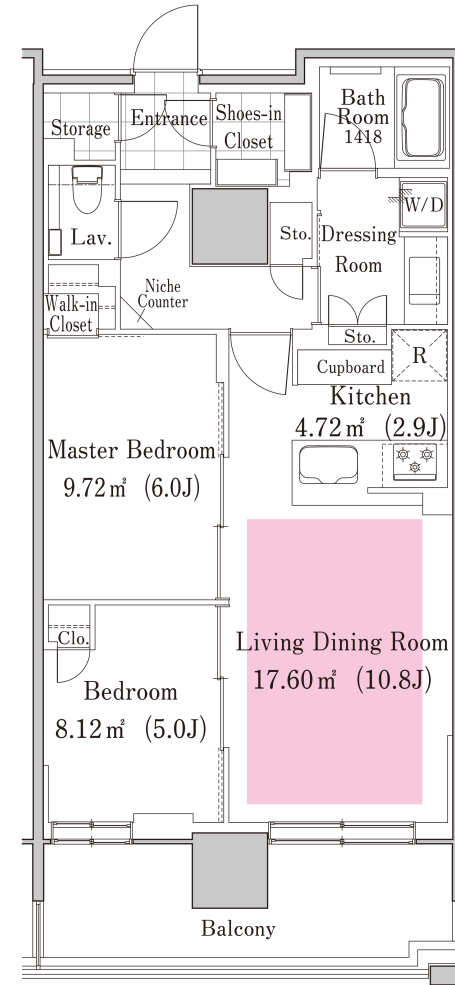 Bath
Room
1418
Storage
Entrance
Shoes-in
Closet
W/D
Lav.
Sto.
Dressing
Room
Niche
Counter
Walk-in
Closet
Sto.
Cupboard
R
Kitchen
4.72㎡ (2.9J)
Master Bedroom
9.72㎡ (6.0J)
Clo.
Living Dining Room
17.60㎡ (10.8J)
Bedroom
8.12㎡ (5.0J)
Balcony